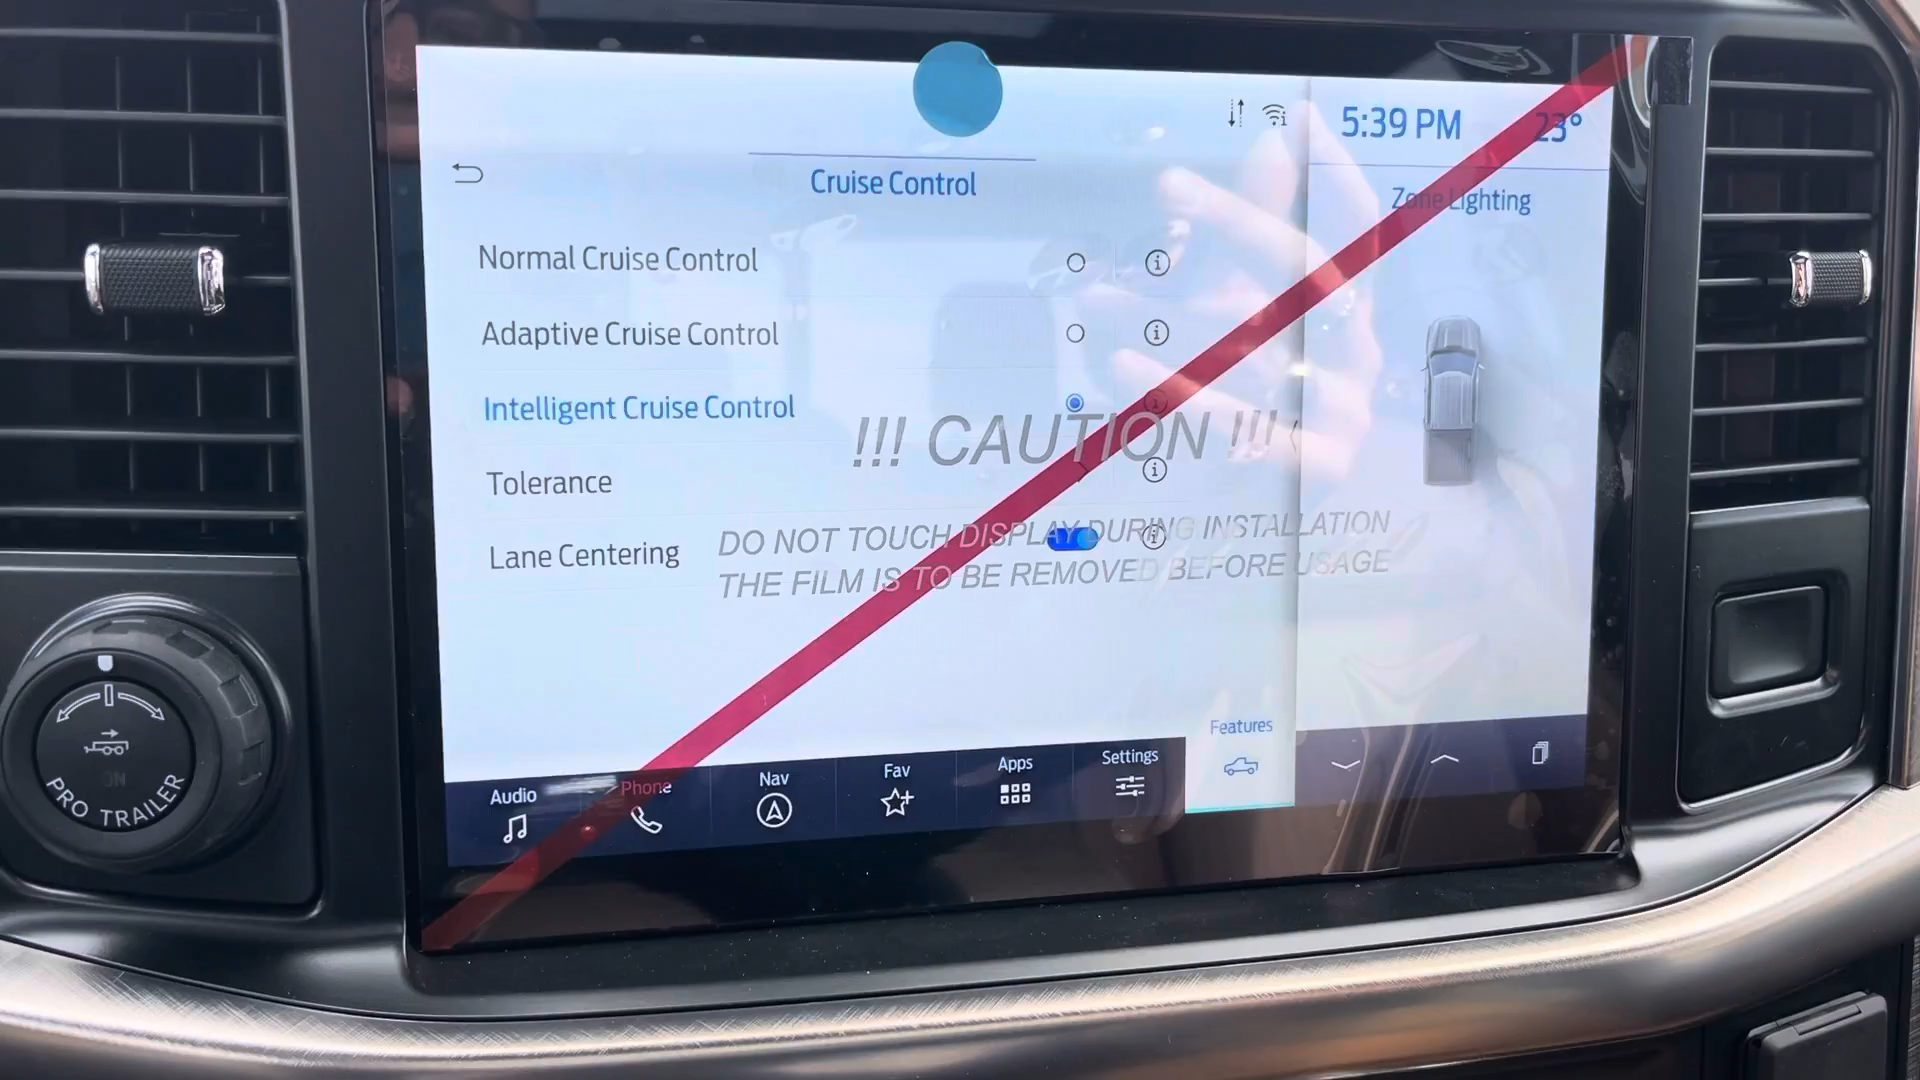 5:39 PM
23°
Cruise Control
Zone Lighting
Normal Cruise Control
Adaptive Cruise Control
Intelligent Cruise Control
!!! CAUTION !!!
Tolerance
DO NOT TOUCH DISPLAY DURING INSTALLATION
Lane Centering
THE FILM IS TO BE REMOVED BEFORE USAGE
Features
Audio
Phone
Nav
Fav
Apps
Settings
ON
PRO TRAILER